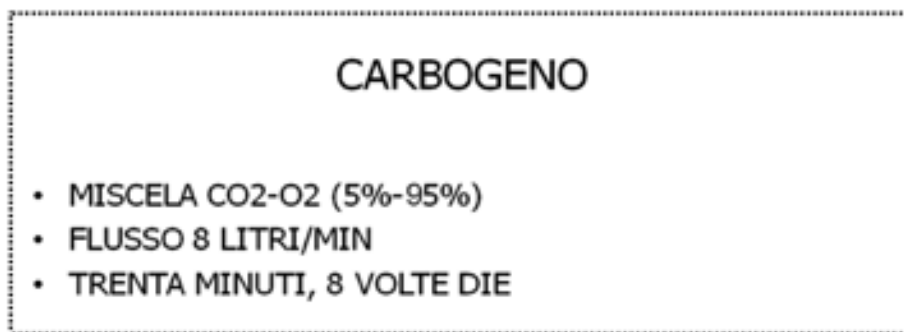 CARBOGENO
• MISCELA CO2-O2 (5%-95%)
• FLUSSO 8 LITRI/MIN
• TRENTA MINUTI, 8 VOLTE DIE